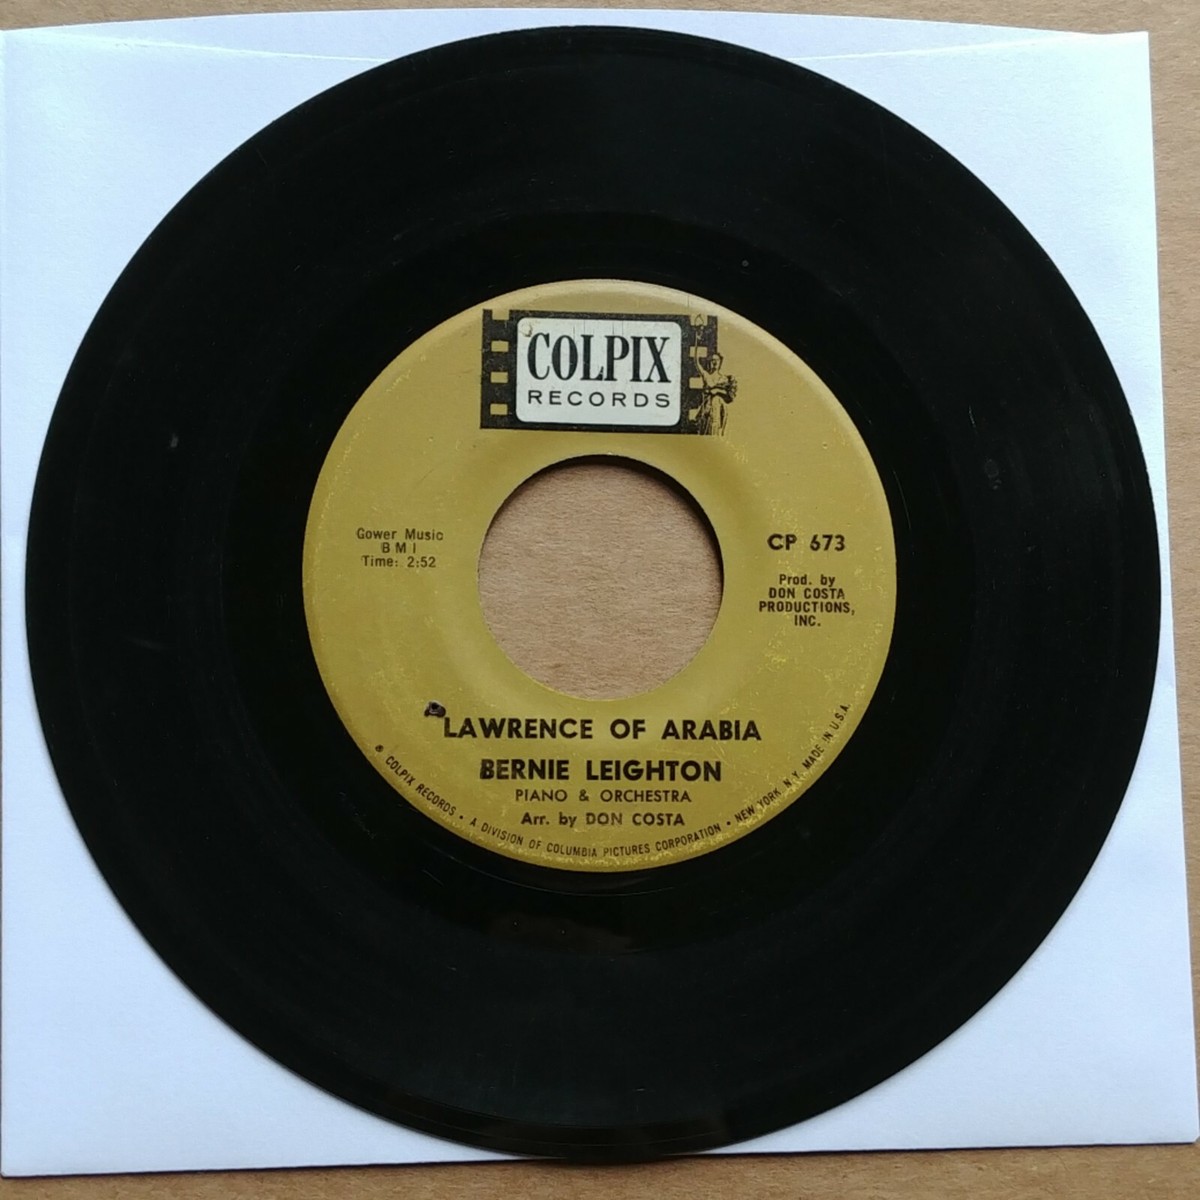 COLPIX
RECORDS
Gower Music
BMI
Time: 2:52
CP 673
Prod. by
DON COSTA
PRODUCTIONS,
INC.
LAWRENCE OF ARABIA
BERNIE LEIGHTON
PIANO & ORCHESTRA
Arr. by DON COSTA
® COLPIX RECORDS • A DIVISION OF COLUMBIA PICTURES CORPORATION • NEW YORK N.Y. MADE IN U.S.A.